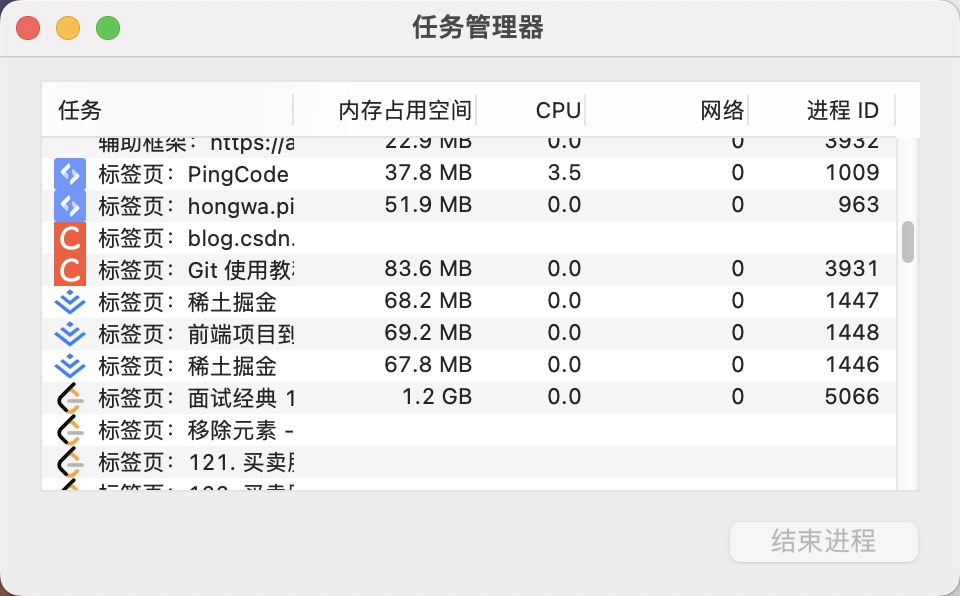 任务管理器
任务 内存占用空间 CPU 网络 进程 ID
辅助框架：https://a 22.9 MB 0.0 0 3932
标签页：PingCode 37.8 MB 3.5 0 1009
标签页：hongwa.pi 51.9 MB 0.0 0 963
标签页：blog.csdn.
标签页：Git 使用教 83.6 MB 0.0 0 3931
标签页：稀土掘金 68.2 MB 0.0 0 1447
标签页：前端项目到 69.2 MB 0.0 0 1448
标签页：稀土掘金 67.8 MB 0.0 0 1446
标签页：面试经典 1 1.2 GB 0.0 0 5066
标签页：移除元素 -
标签页：121. 买卖
标签页：
结束进程